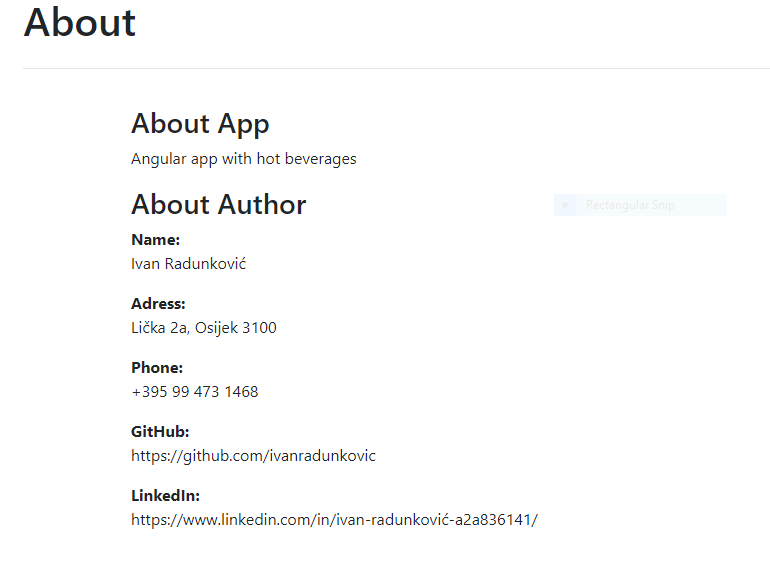 About
About App
Angular app with hot beverages
About Author
Rectangular Snip
Name:
Ivan Radunković
Adress:
Lička 2a, Osijek 3100
Phone:
+395 99 473 1468
GitHub:
https://github.com/ivanradunkovic
LinkedIn:
https://www.linkedin.com/in/ivan-radunković-a2a836141/